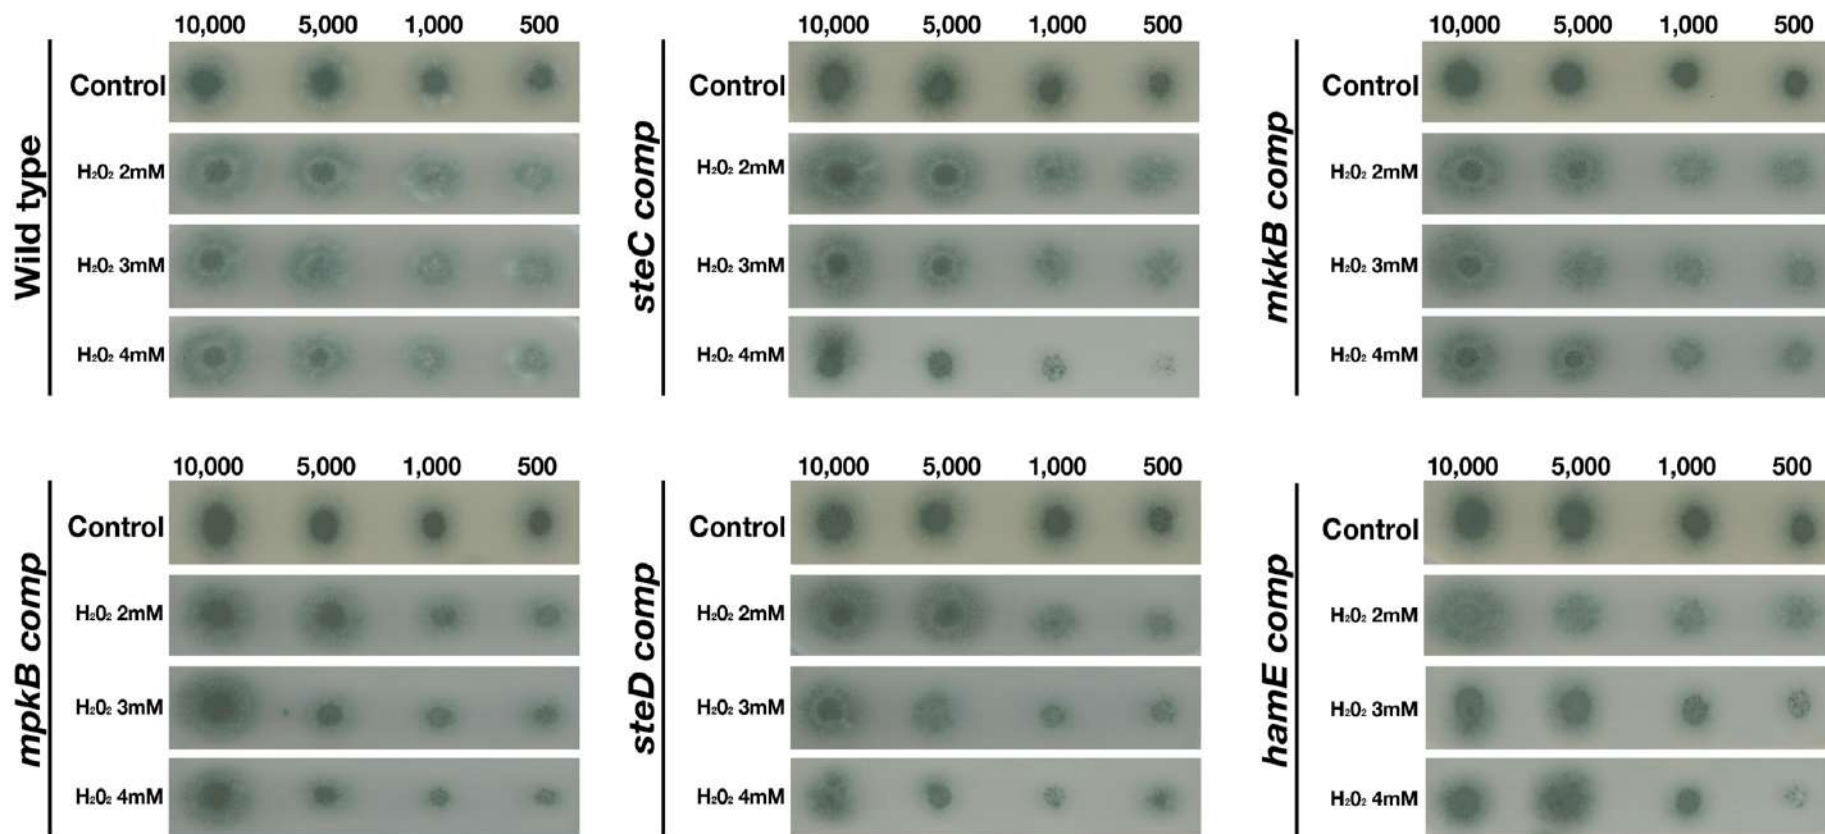 10,000 5,000 1,000 500
Wild type
Control
H₂O₂ 2mM
H₂O₂ 3mM
H₂O₂ 4mM
10,000 5,000 1,000 500
steC comp
Control
H₂O₂ 2mM
H₂O₂ 3mM
H₂O₂ 4mM
10,000 5,000 1,000 500
mkkB comp
Control
H₂O₂ 2mM
H₂O₂ 3mM
H₂O₂ 4mM
10,000 5,000 1,000 500
mpkB comp
Control
H₂O₂ 2mM
H₂O₂ 3mM
H₂O₂ 4mM
10,000 5,000 1,000 500
steD comp
Control
H₂O₂ 2mM
H₂O₂ 3mM
H₂O₂ 4mM
10,000 5,000 1,000 500
hamE comp
Control
H₂O₂ 2mM
H₂O₂ 3mM
H₂O₂ 4mM